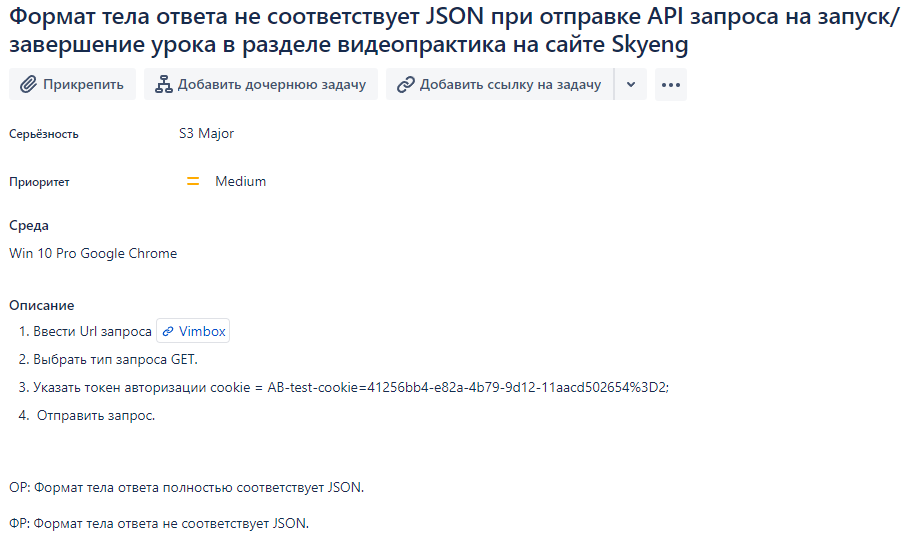 Формат тела ответа не соответствует JSON при отправке API запроса на запуск/
завершение урока в разделе видеопрактика на сайте Skyeng
Прикрепить Добавить дочернюю задачу Добавить ссылку на задачу
Серьёзность S3 Major
Приоритет Medium
Среда
Win 10 Pro Google Chrome
Описание
1. Ввести Url запроса Vimbox
2. Выбрать тип запроса GET.
3. Указать токен авторизации cookie = AB-test-cookie=41256bb4-e82a-4b79-9d12-11aacd502654%3D2;
4. Отправить запрос.
ОР: Формат тела ответа полностью соответствует JSON.
ФР: Формат тела ответа не соответствует JSON.